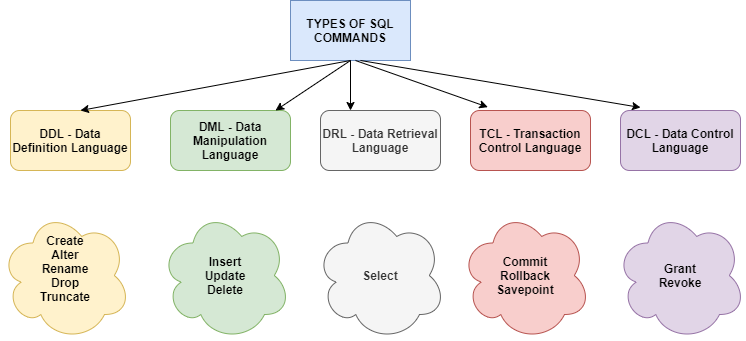 TYPES OF SQL
COMMANDS
DDL - Data
Definition Language
DML - Data
Manipulation
Language
DRL - Data Retrieval
Language
TCL - Transaction
Control Language
DCL - Data Control
Language
Create
Alter
Rename
Drop
Truncate
Insert
Update
Delete
Select
Commit
Rollback
Savepoint
Grant
Revoke